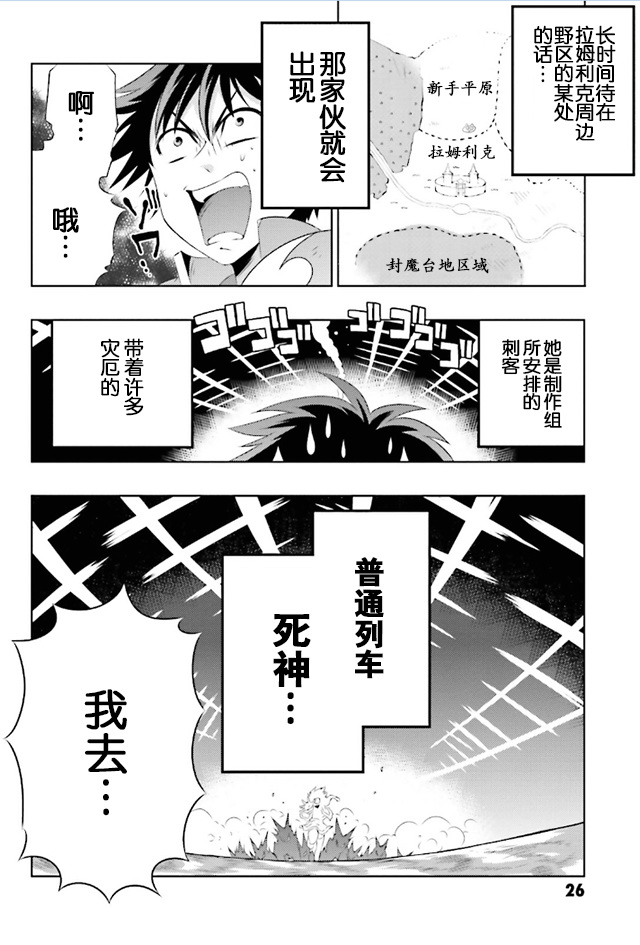 长时间待在
拉姆利克周边
野区的某处
的话…
新手平原
拉姆利克
封魔台地区域
那家伙就会
出现
啊
…
哦
…
ゾワッ
她是制作组
所安排的
刺客
ゴゴゴ
ゴゴゴ
带着许多
灾厄的
普通列车
死神…
我去…
26